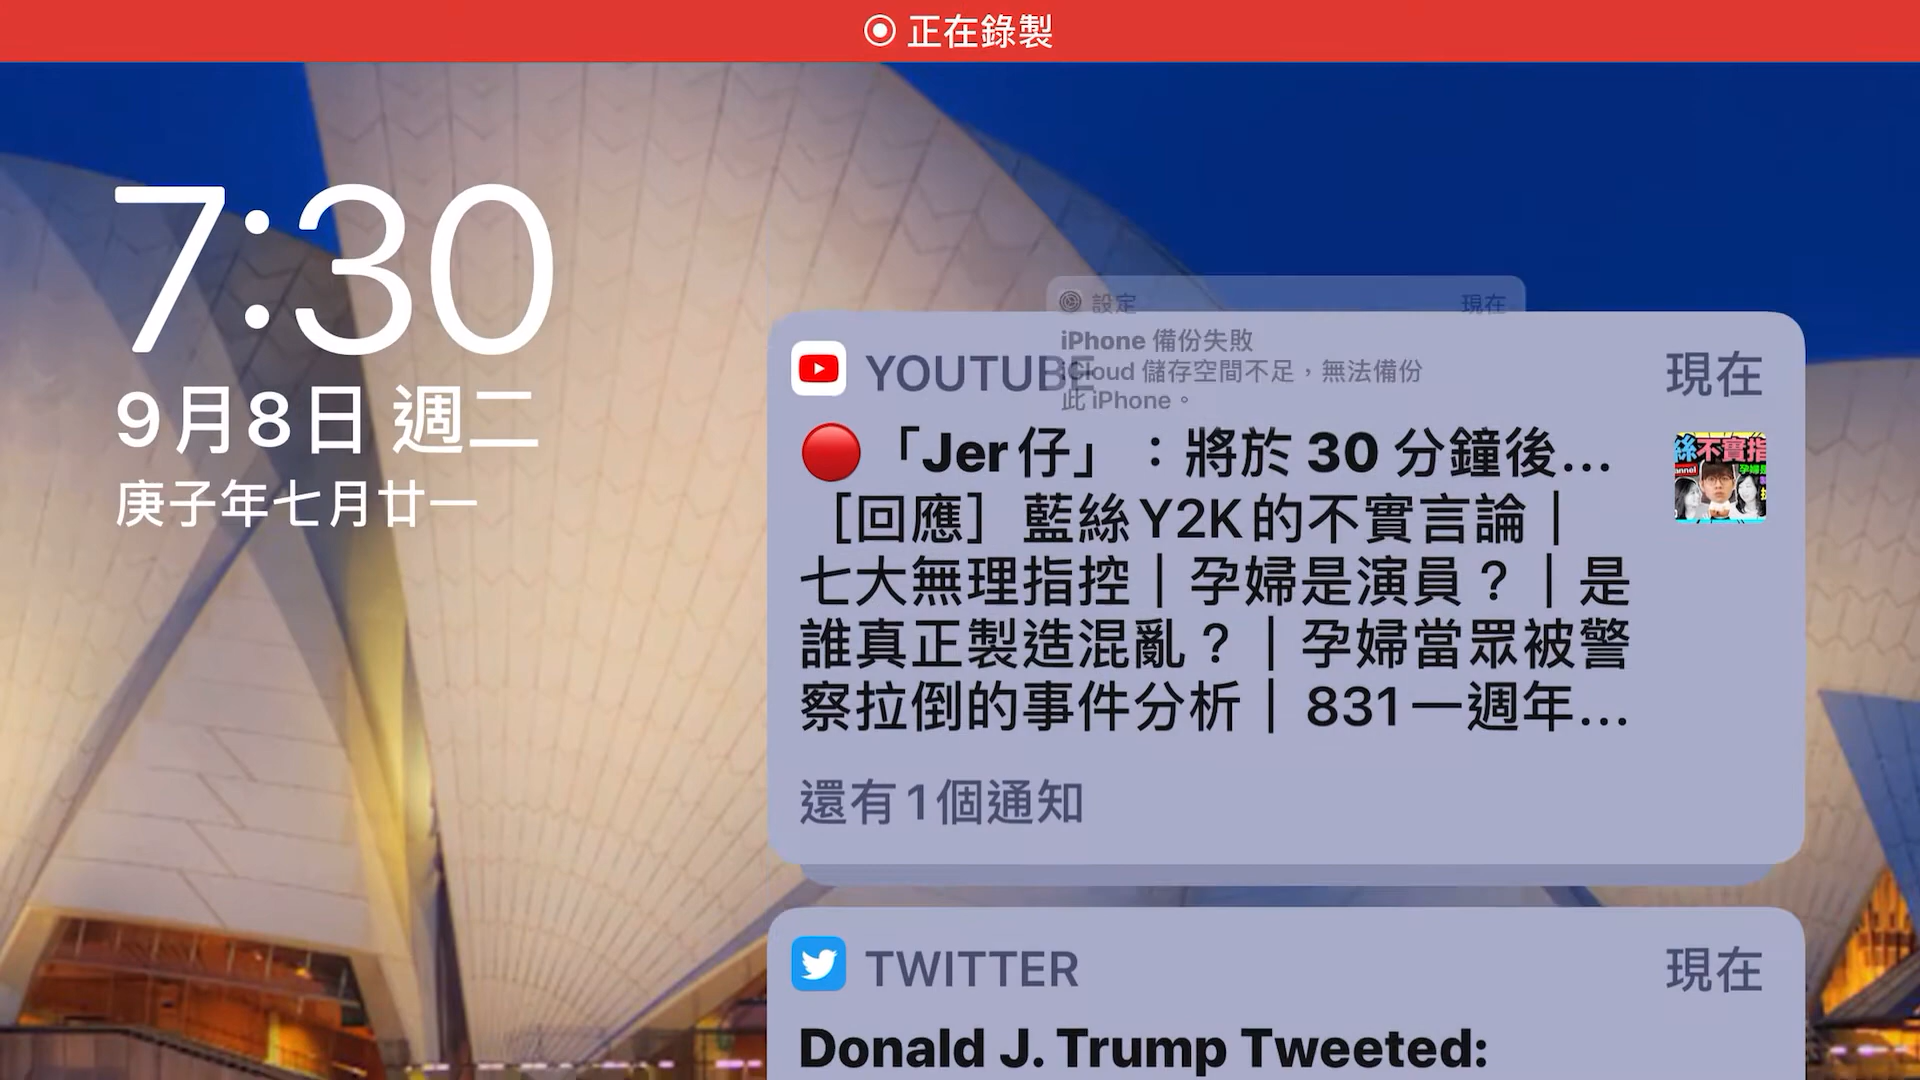 正在錄製
7:30
9月8日 週二
庚子年七月廿一
設定 現在
iPhone 備份失敗
iCloud 儲存空間不足，無法備份
此 iPhone。
YOUTUBE 現在
🔴「Jer仔」：將於 30 分鐘後...
［回應］藍絲Y2K的不實言論｜
七大無理指控｜孕婦是演員？｜是
誰真正製造混亂？｜孕婦當眾被警
察拉倒的事件分析｜831一週年...
還有1個通知
絲不實指
annel
TWITTER 現在
Donald J. Trump Tweeted: